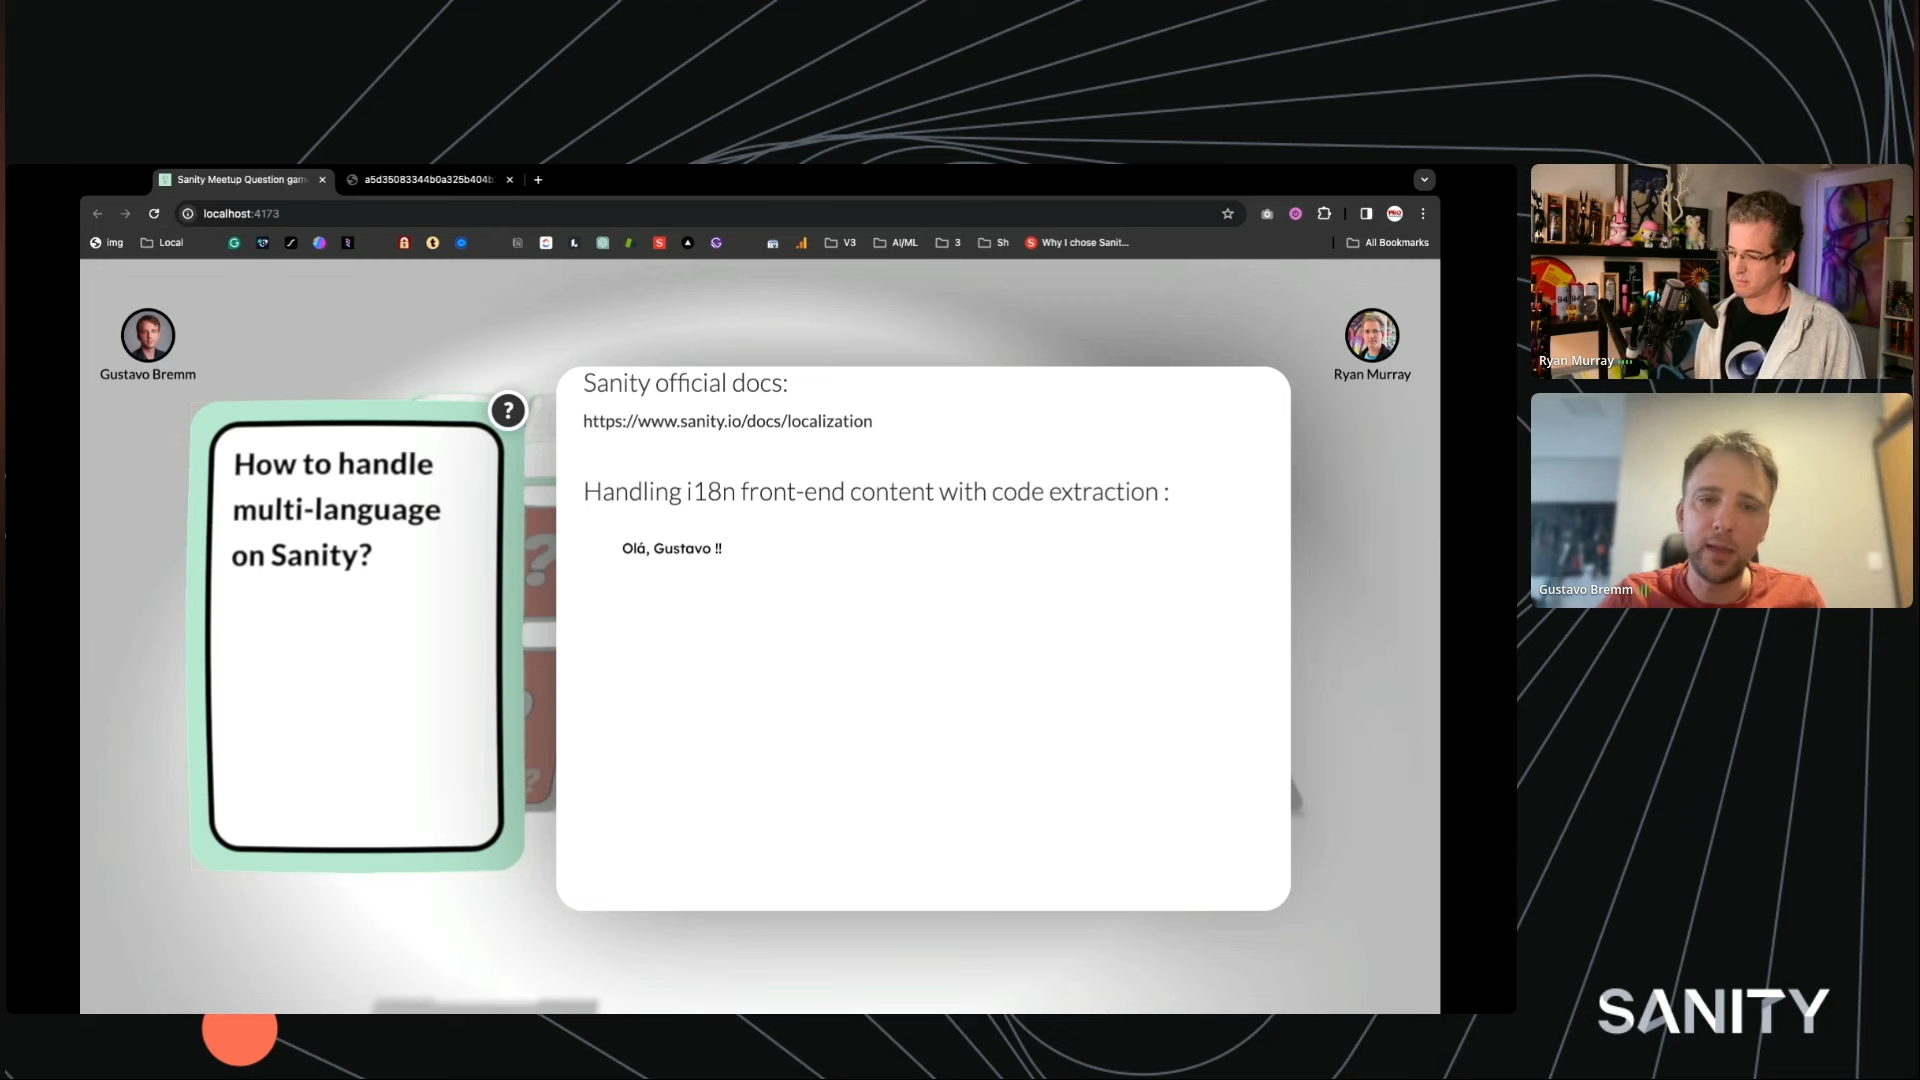 Sanity Meetup Question gam
a5d35083344b0a325b404b
localhost:4173
img
Local
V3
AI/ML
3
Sh
Why I chose Sanit...
All Bookmarks
Gustavo Bremm
Ryan Murray
?
How to handle
multi-language
on Sanity?
Sanity official docs:
https://www.sanity.io/docs/localization
Handling i18n front-end content with code extraction :
Olá, Gustavo !!
Ryan Murray
Gustavo Bremm
SANITY